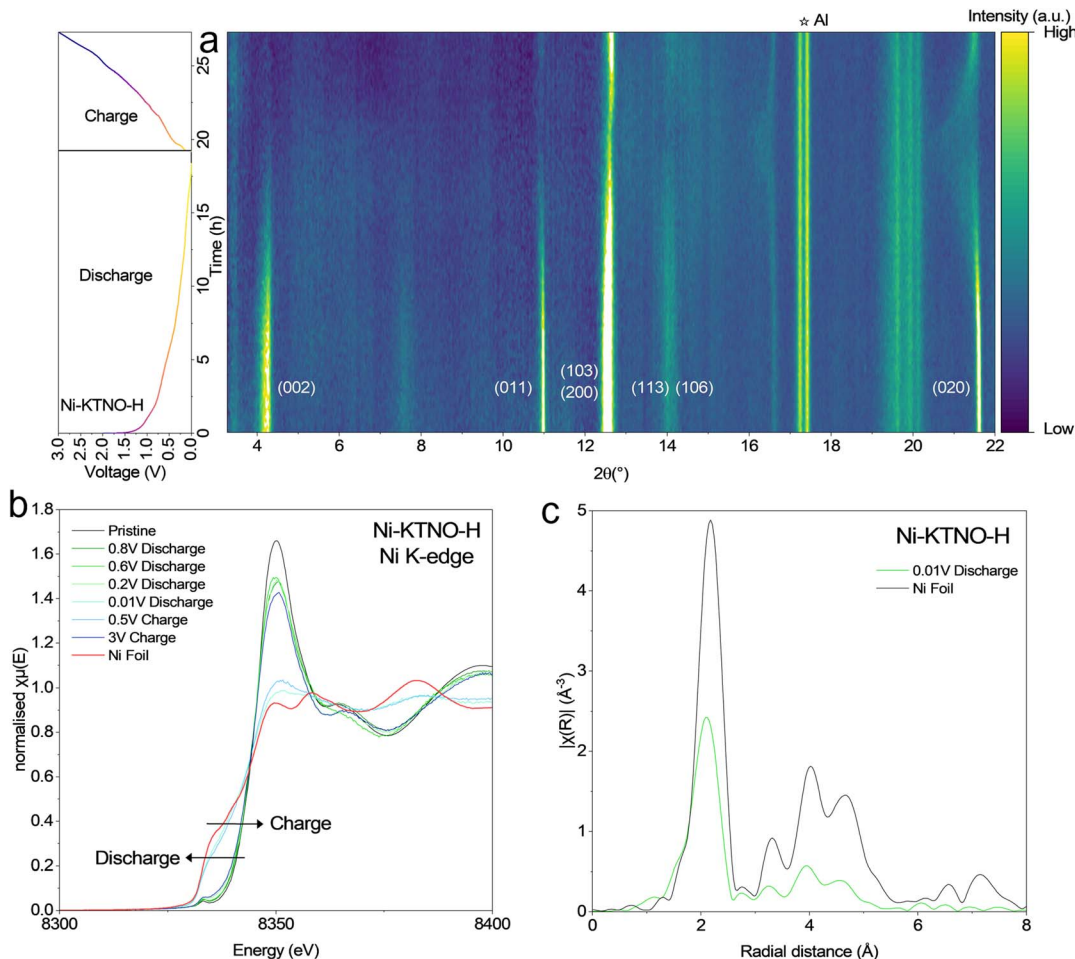 a
☆ Al
Intensity (a.u.)
High
Low
Charge
Discharge
Ni-KTNO-H
Time (h)
0
5
10
15
20
25
3.0
2.5
2.0
1.5
1.0
0.5
0.0
Voltage (V)
(002)
(011)
(103)
(200)
(113) (106)
(020)
4 6 8 10 12 14 16 18 20 22
2θ(°)
b
Ni-KTNO-H
Ni K-edge
Pristine
0.8V Discharge
0.6V Discharge
0.2V Discharge
0.01V Discharge
0.5V Charge
3V Charge
Ni Foil
Charge
Discharge
normalised χμ(E)
1.8
1.6
1.4
1.2
1.0
0.8
0.6
0.4
0.2
0.0
8300 8350 8400
Energy (eV)
c
Ni-KTNO-H
0.01V Discharge
Ni Foil
|χ(R)| (Å⁻³)
5
4
3
2
1
0
0 2 4 6 8
Radial distance (Å)